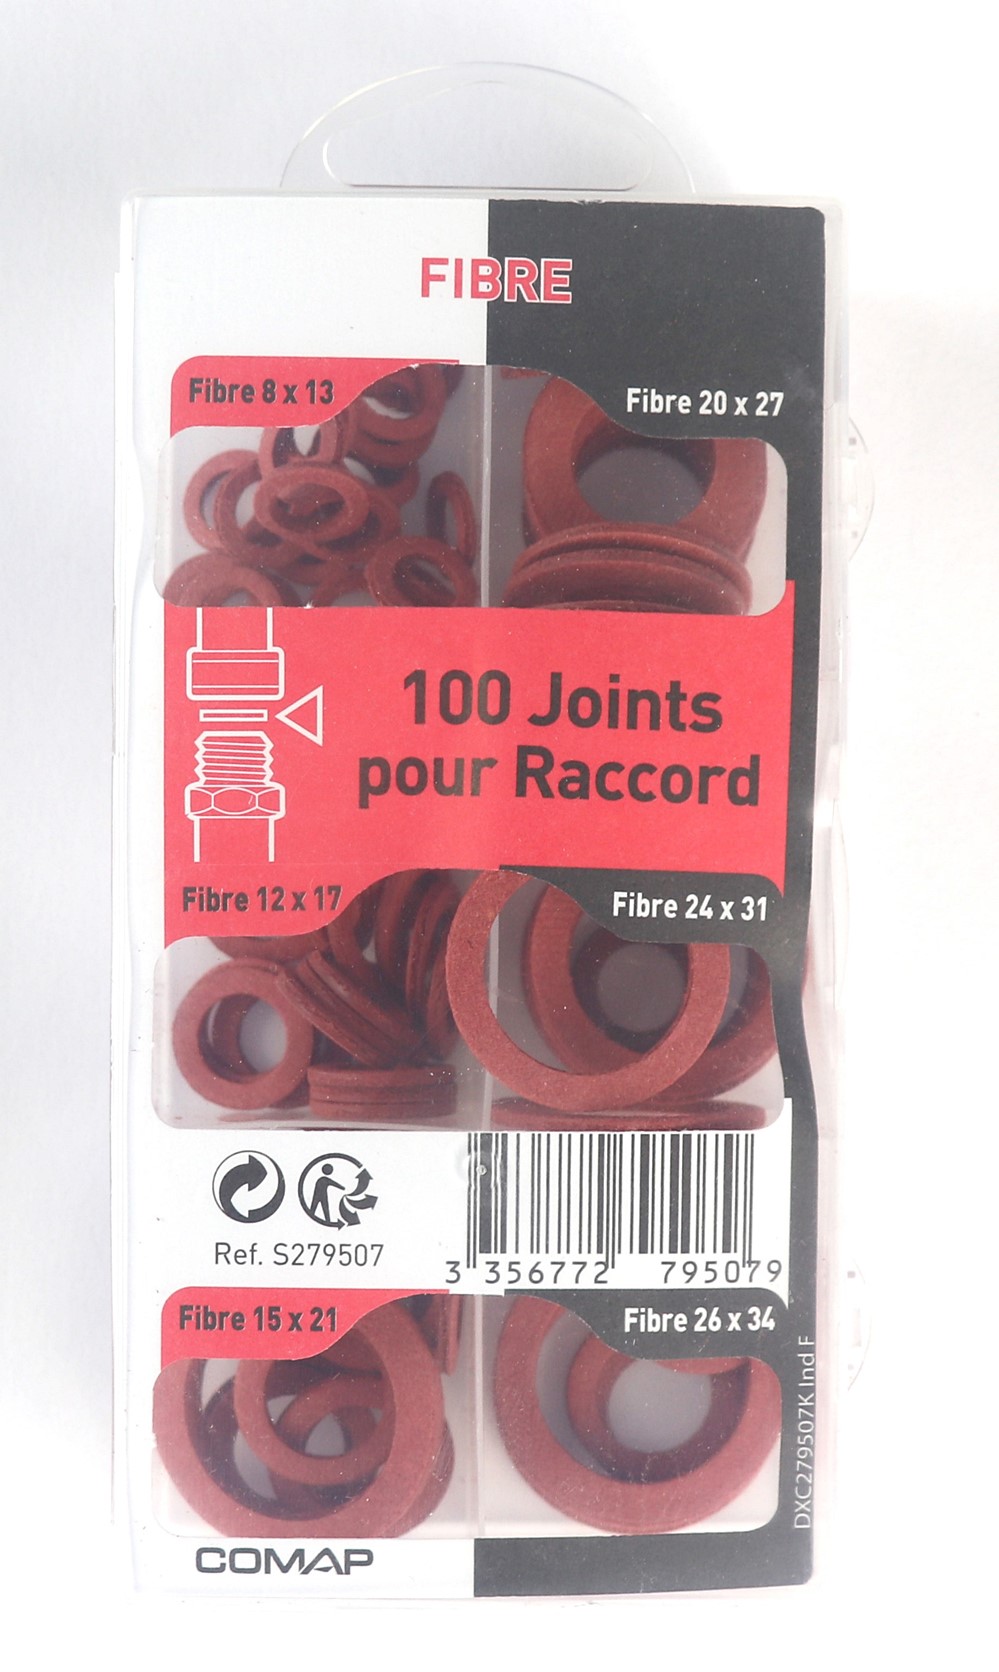 FIBRE
Fibre 8 x 13
Fibre 20 x 27
100 Joints
pour Raccord
Fibre 12 x 17
Fibre 24 x 31
Ref. S279507
3 356772 795079
Fibre 15 x 21
Fibre 26 x 34
DXC279507K Ind F
COMAP